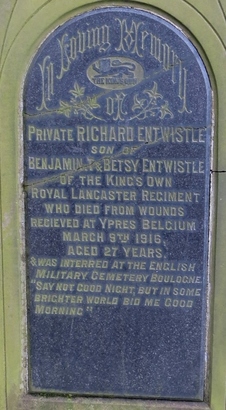 In Loving Memory
THE KING'S OWN
OF
PRIVATE RICHARD ENTWISTLE
SON OF
BENJAMIN & BETSY ENTWISTLE
OF THE KING'S OWN
ROYAL LANCASTER REGIMENT
WHO DIED FROM WOUNDS
RECIEVED AT YPRES BELGIUM
MARCH 9TH 1916,
AGED 27 YEARS,
& WAS INTERRED AT THE ENGLISH
MILITARY CEMETERY BOULOGNE
"SAY NOT GOOD NIGHT, BUT IN SOME
BRIGHTER WORLD BID ME GOOD
MORNING"